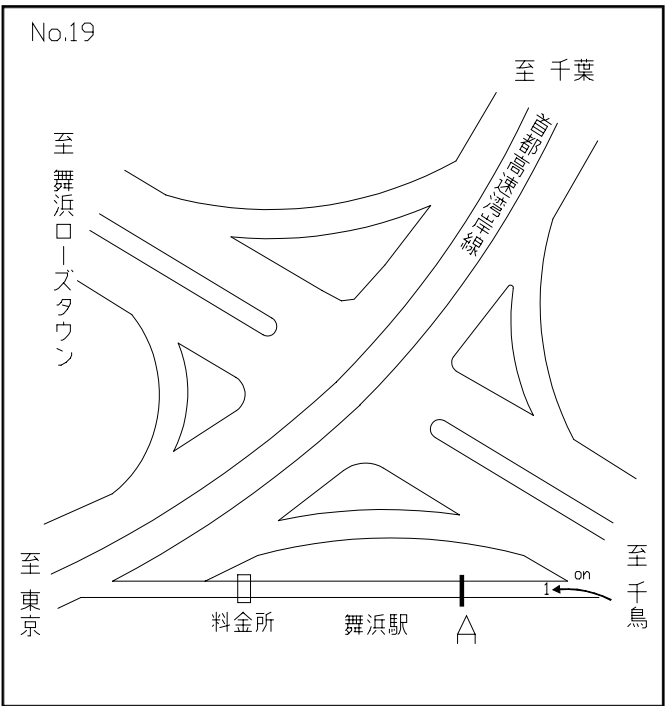 No.19
至 千葉
首都高速湾岸線
至 舞浜ローズタウン
至 東京
料金所
舞浜駅
A
1
on
至 千鳥